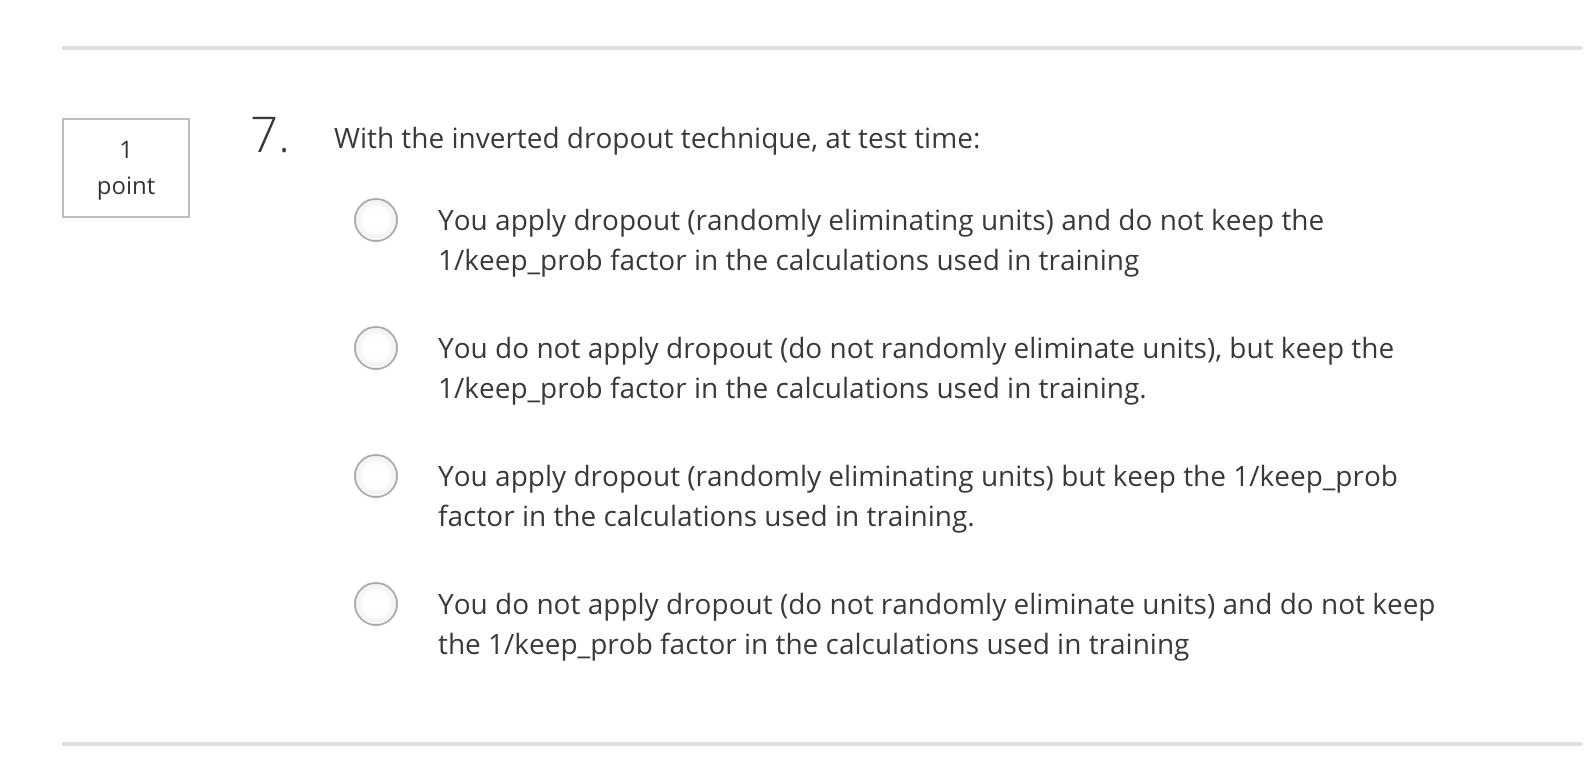 1
point
7.
With the inverted dropout technique, at test time:
You apply dropout (randomly eliminating units) and do not keep the
1/keep_prob factor in the calculations used in training
You do not apply dropout (do not randomly eliminate units), but keep the
1/keep_prob factor in the calculations used in training.
You apply dropout (randomly eliminating units) but keep the 1/keep_prob
factor in the calculations used in training.
You do not apply dropout (do not randomly eliminate units) and do not keep
the 1/keep_prob factor in the calculations used in training